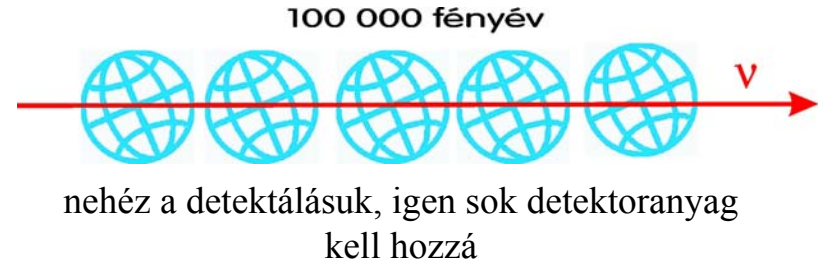 100 000 fényév
ν
nehéz a detektálásuk, igen sok detektoranyag
kell hozzá